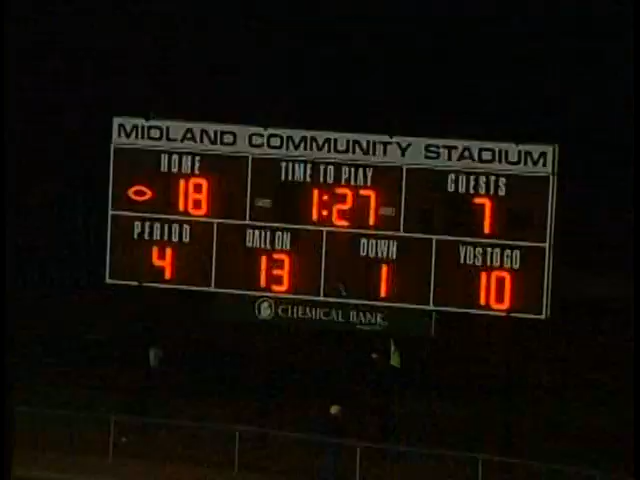 MIDLAND COMMUNITY STADIUM
HOME TIME TO PLAY GUESTS
18 1:27 7
PERIOD BALL ON DOWN YDS TO GO
4 13 1 10
CHEMICAL BANK